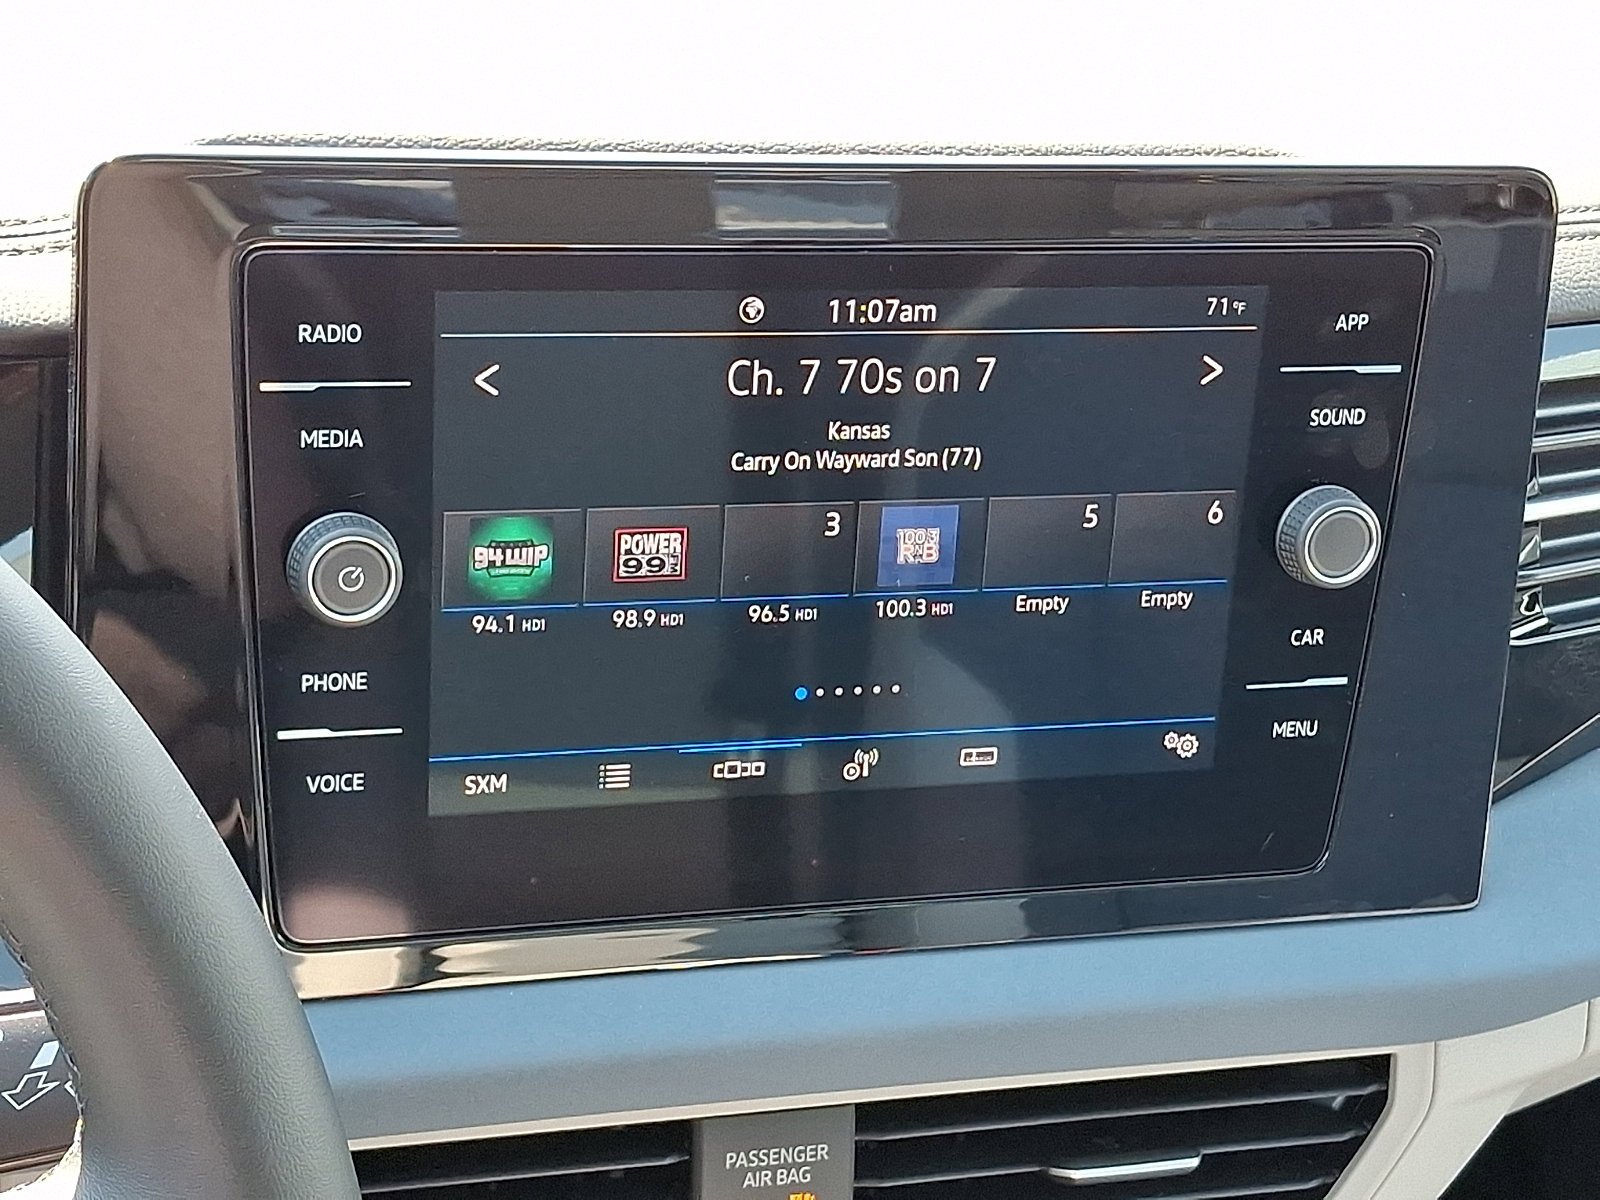 11:07am
71°F
RADIO
MEDIA
PHONE
VOICE
Ch. 7 70s on 7
Kansas
Carry On Wayward Son (77)
94WIP
POWER
99FM
3
100.3
RNB
5
6
94.1 HD1
98.9 HD1
96.5 HD1
100.3 HD1
Empty
Empty
SXM
APP
SOUND
CAR
MENU
PASSENGER
AIR BAG